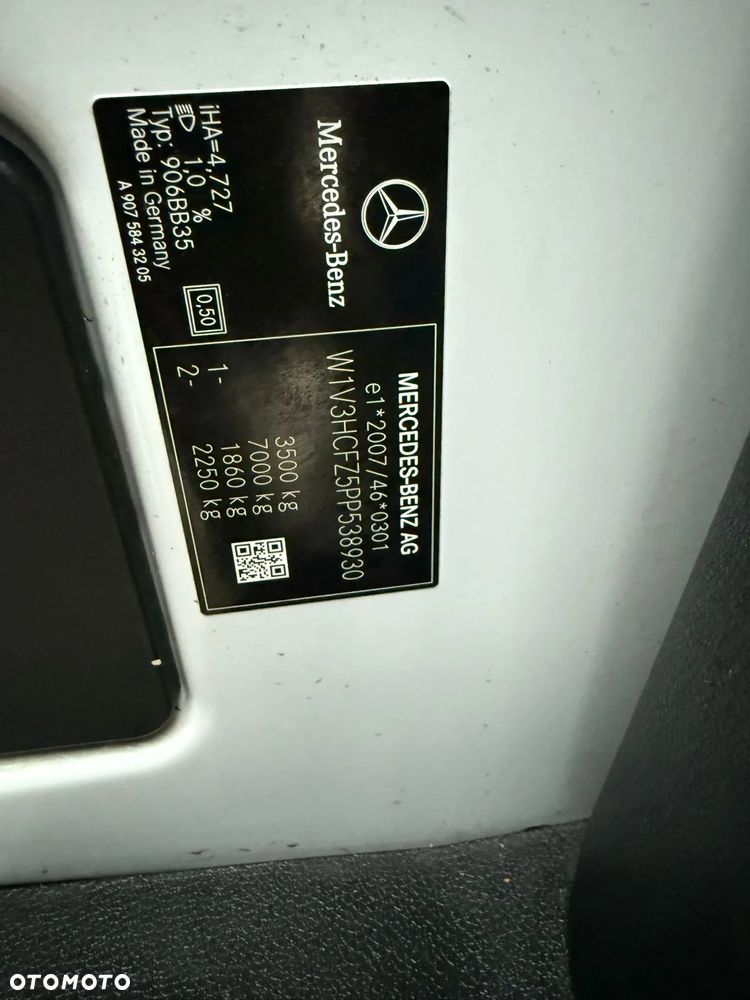 Mercedes-Benz
iHA=4,727
1,0 %
Typ: 906BB35
Made in Germany
A 907 584 32 05
0,50
MERCEDES-BENZ AG
e1*2007/46*0301
W1V3HCFZ5PP538930
3500 kg
7000 kg
1- 1860 kg
2- 2250 kg
OTOMOTO